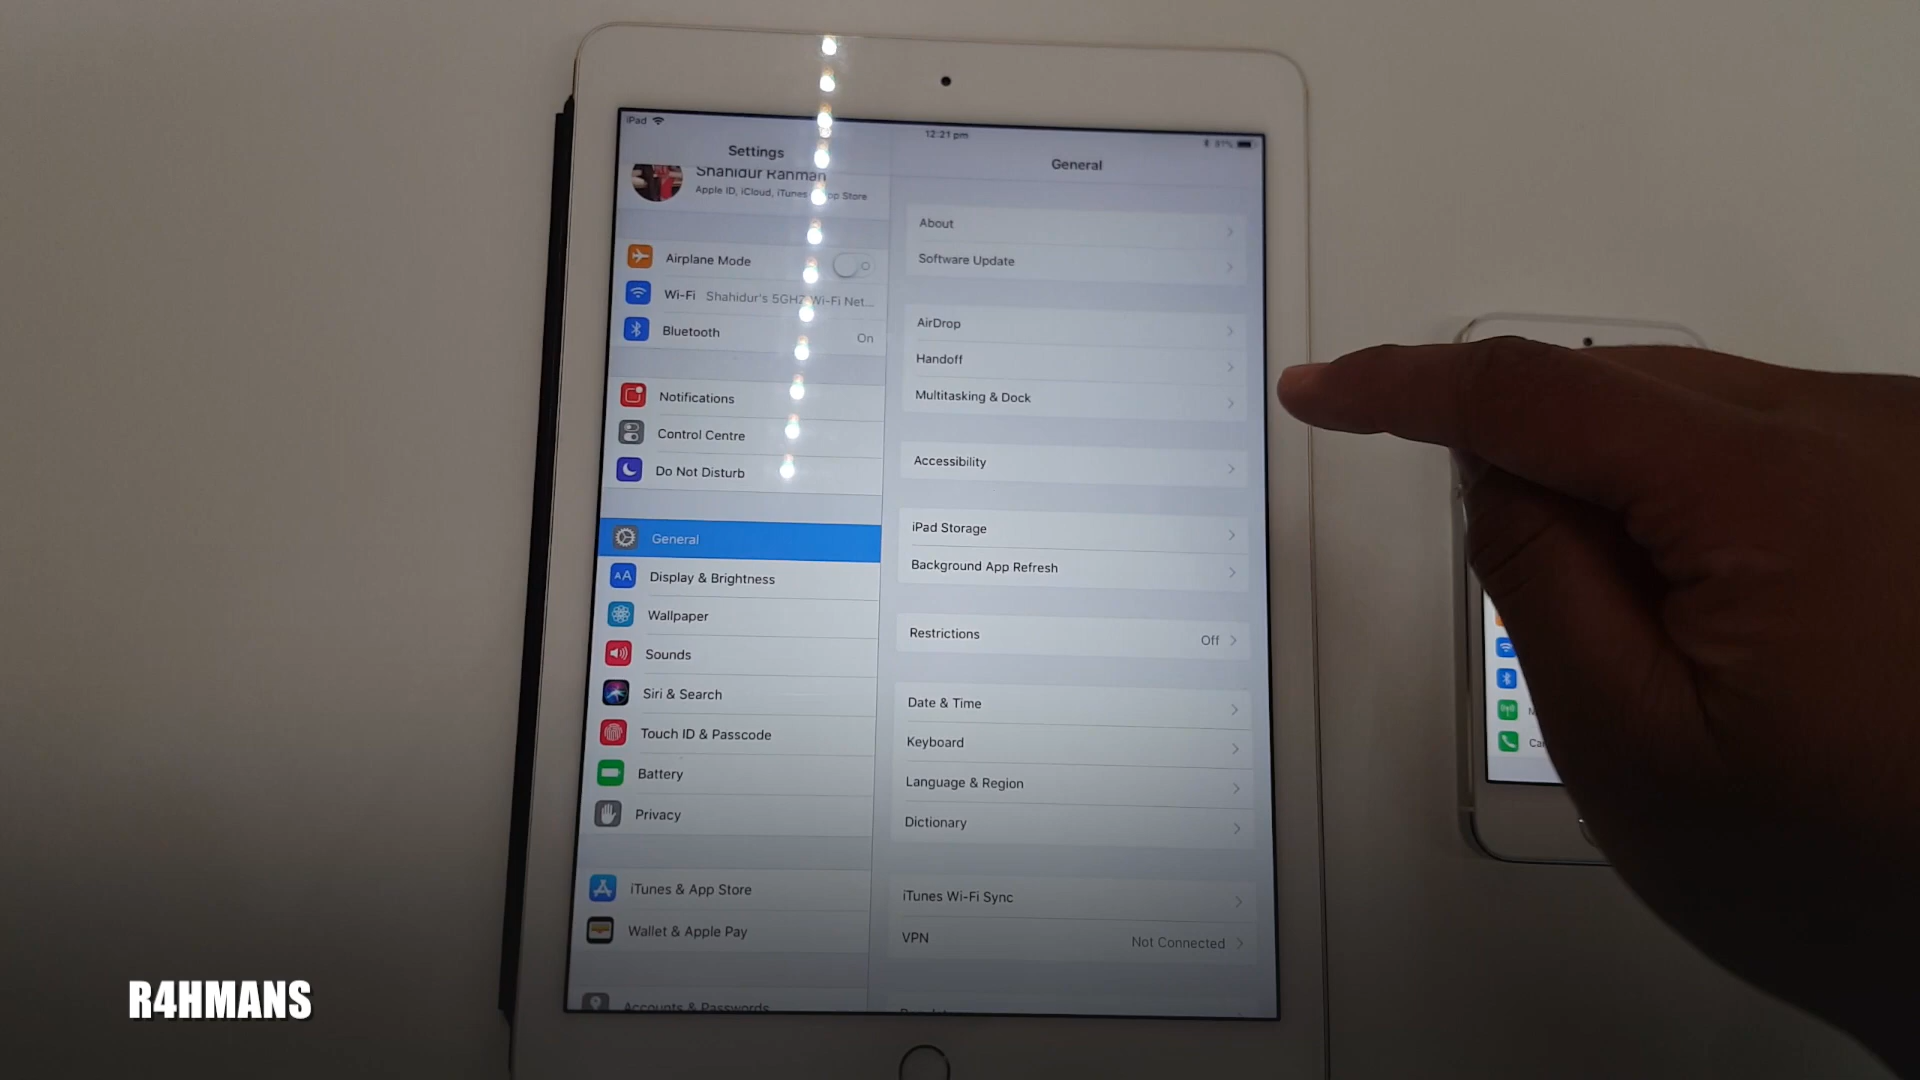 iPad
12:21 pm
31%
Settings
General
Shahidur Rahman
Apple ID, iCloud, iTunes
pp Store
Airplane Mode
Wi-Fi Shahidur's 5GHZ Wi-Fi Net...
Bluetooth On
Notifications
Control Centre
Do Not Disturb
General
AA Display & Brightness
Wallpaper
Sounds
Siri & Search
Touch ID & Passcode
Battery
Privacy
iTunes & App Store
Wallet & Apple Pay
Accounts & Passwords
About
Software Update
AirDrop
Handoff
Multitasking & Dock
Accessibility
iPad Storage
Background App Refresh
Restrictions Off
Date & Time
Keyboard
Language & Region
Dictionary
iTunes Wi-Fi Sync
VPN Not Connected
R4HMANS